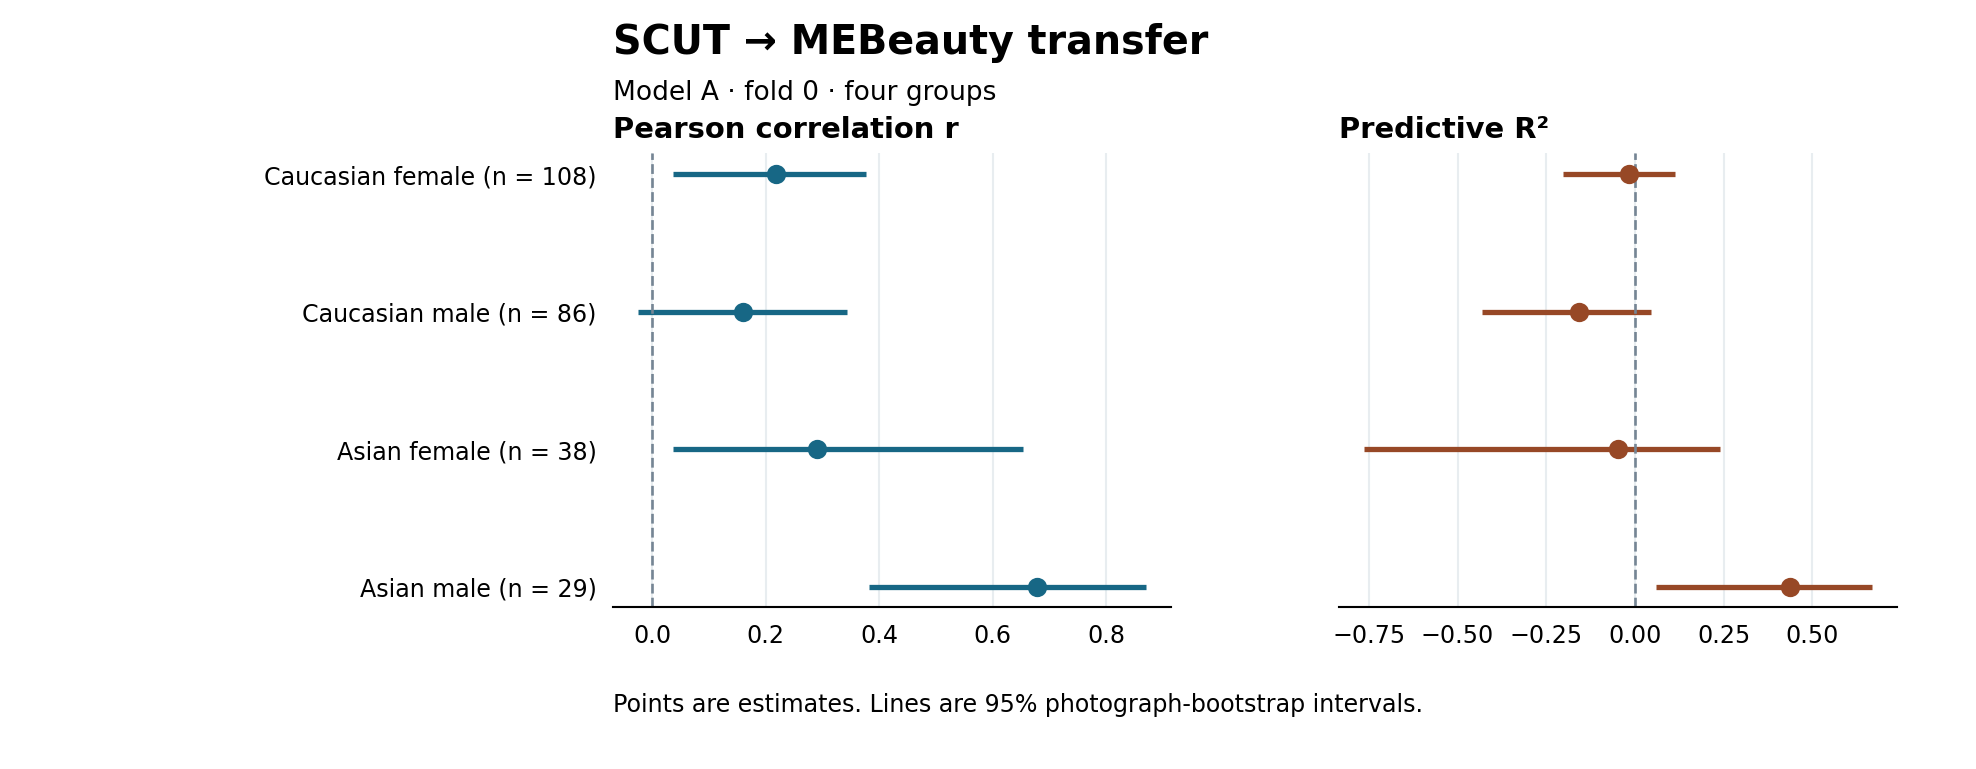 SCUT → MEBeauty transfer
Model A · fold 0 · four groups
Pearson correlation r
Predictive R²
Caucasian female (n = 108)
Caucasian male (n = 86)
Asian female (n = 38)
Asian male (n = 29)
0.0 0.2 0.4 0.6 0.8
−0.75 −0.50 −0.25 0.00 0.25 0.50
Points are estimates. Lines are 95% photograph-bootstrap intervals.